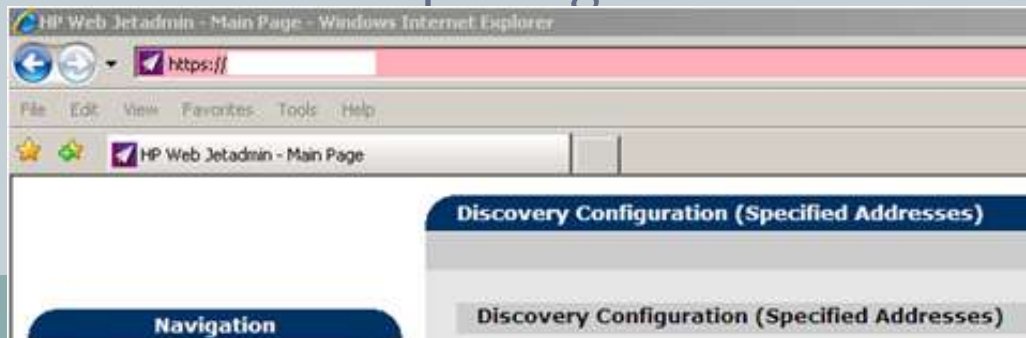 HP Web Jetadmin - Main Page - Windows Internet Explorer
https://
File Edit View Favorites Tools Help
HP Web Jetadmin - Main Page
Discovery Configuration (Specified Addresses)
Discovery Configuration (Specified Addresses)
Navigation